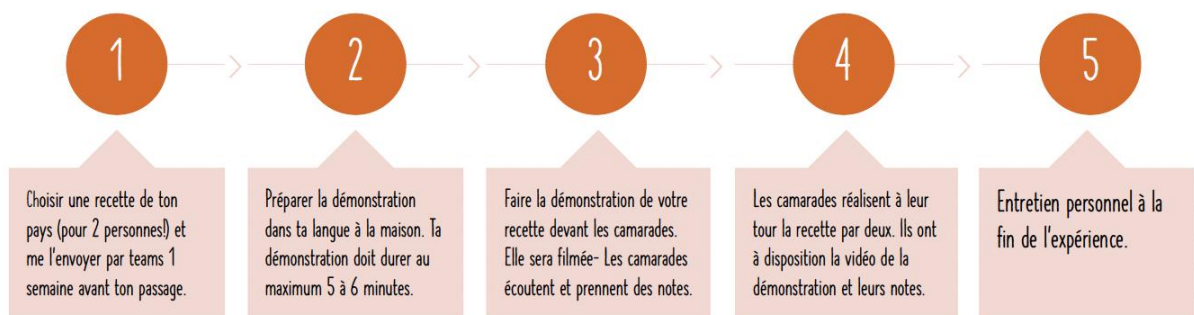 1
2
3
4
5
Choisir une recette de ton
pays (pour 2 personnes!) et
me l'envoyer par teams 1
semaine avant ton passage.
Préparer la démonstration
dans ta langue à la maison. Ta
démonstration doit durer au
maximum 5 à 6 minutes.
Faire la démonstration de votre
recette devant les camarades.
Elle sera filmée- Les camarades
écoutent et prennent des notes.
Les camarades réalisent à leur
tour la recette par deux. Ils ont
à disposition la vidéo de la
démonstration et leurs notes.
Entretien personnel à la
fin de l'expérience.